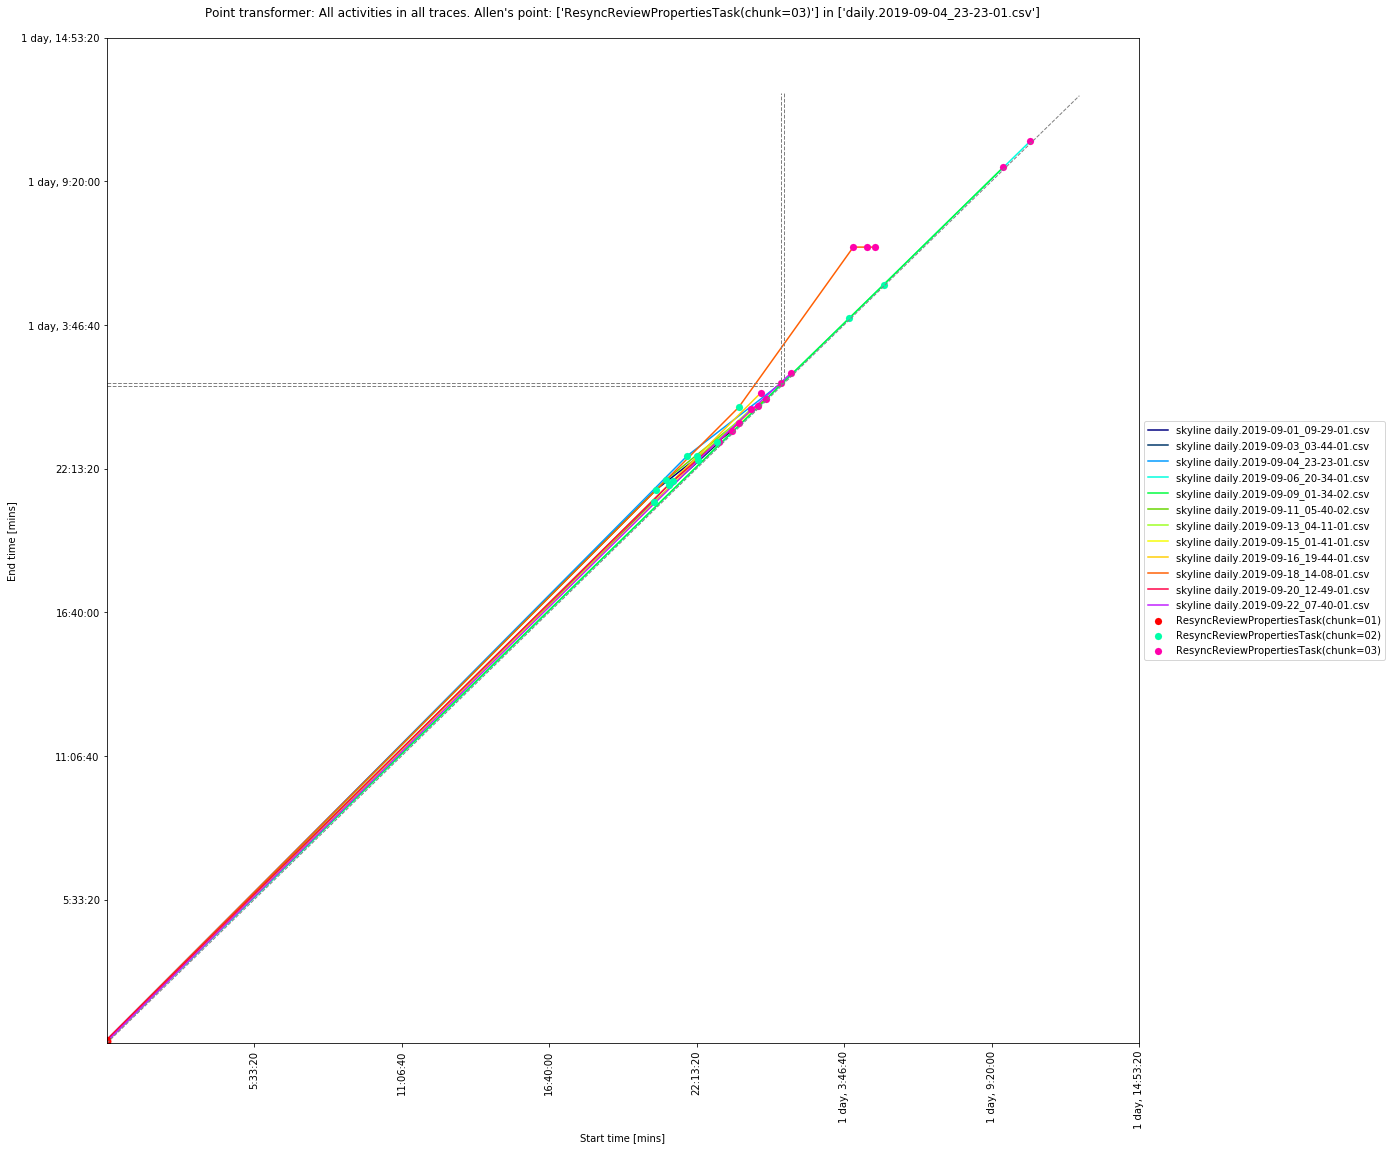 Point transformer: All activities in all traces. Allen's point: ['ResyncReviewPropertiesTask(chunk=03)'] in ['daily.2019-09-04_23-23-01.csv']
1 day, 14:53:20
1 day, 9:20:00
1 day, 3:46:40
22:13:20
16:40:00
11:06:40
5:33:20
End time [mins]
skyline daily.2019-09-01_09-29-01.csv
skyline daily.2019-09-03_03-44-01.csv
skyline daily.2019-09-04_23-23-01.csv
skyline daily.2019-09-06_20-34-01.csv
skyline daily.2019-09-09_01-34-02.csv
skyline daily.2019-09-11_05-40-02.csv
skyline daily.2019-09-13_04-11-01.csv
skyline daily.2019-09-15_01-41-01.csv
skyline daily.2019-09-16_19-44-01.csv
skyline daily.2019-09-18_14-08-01.csv
skyline daily.2019-09-20_12-49-01.csv
skyline daily.2019-09-22_07-40-01.csv
ResyncReviewPropertiesTask(chunk=01)
ResyncReviewPropertiesTask(chunk=02)
ResyncReviewPropertiesTask(chunk=03)
5:33:20
11:06:40
16:40:00
22:13:20
1 day, 3:46:40
1 day, 9:20:00
1 day, 14:53:20
Start time [mins]